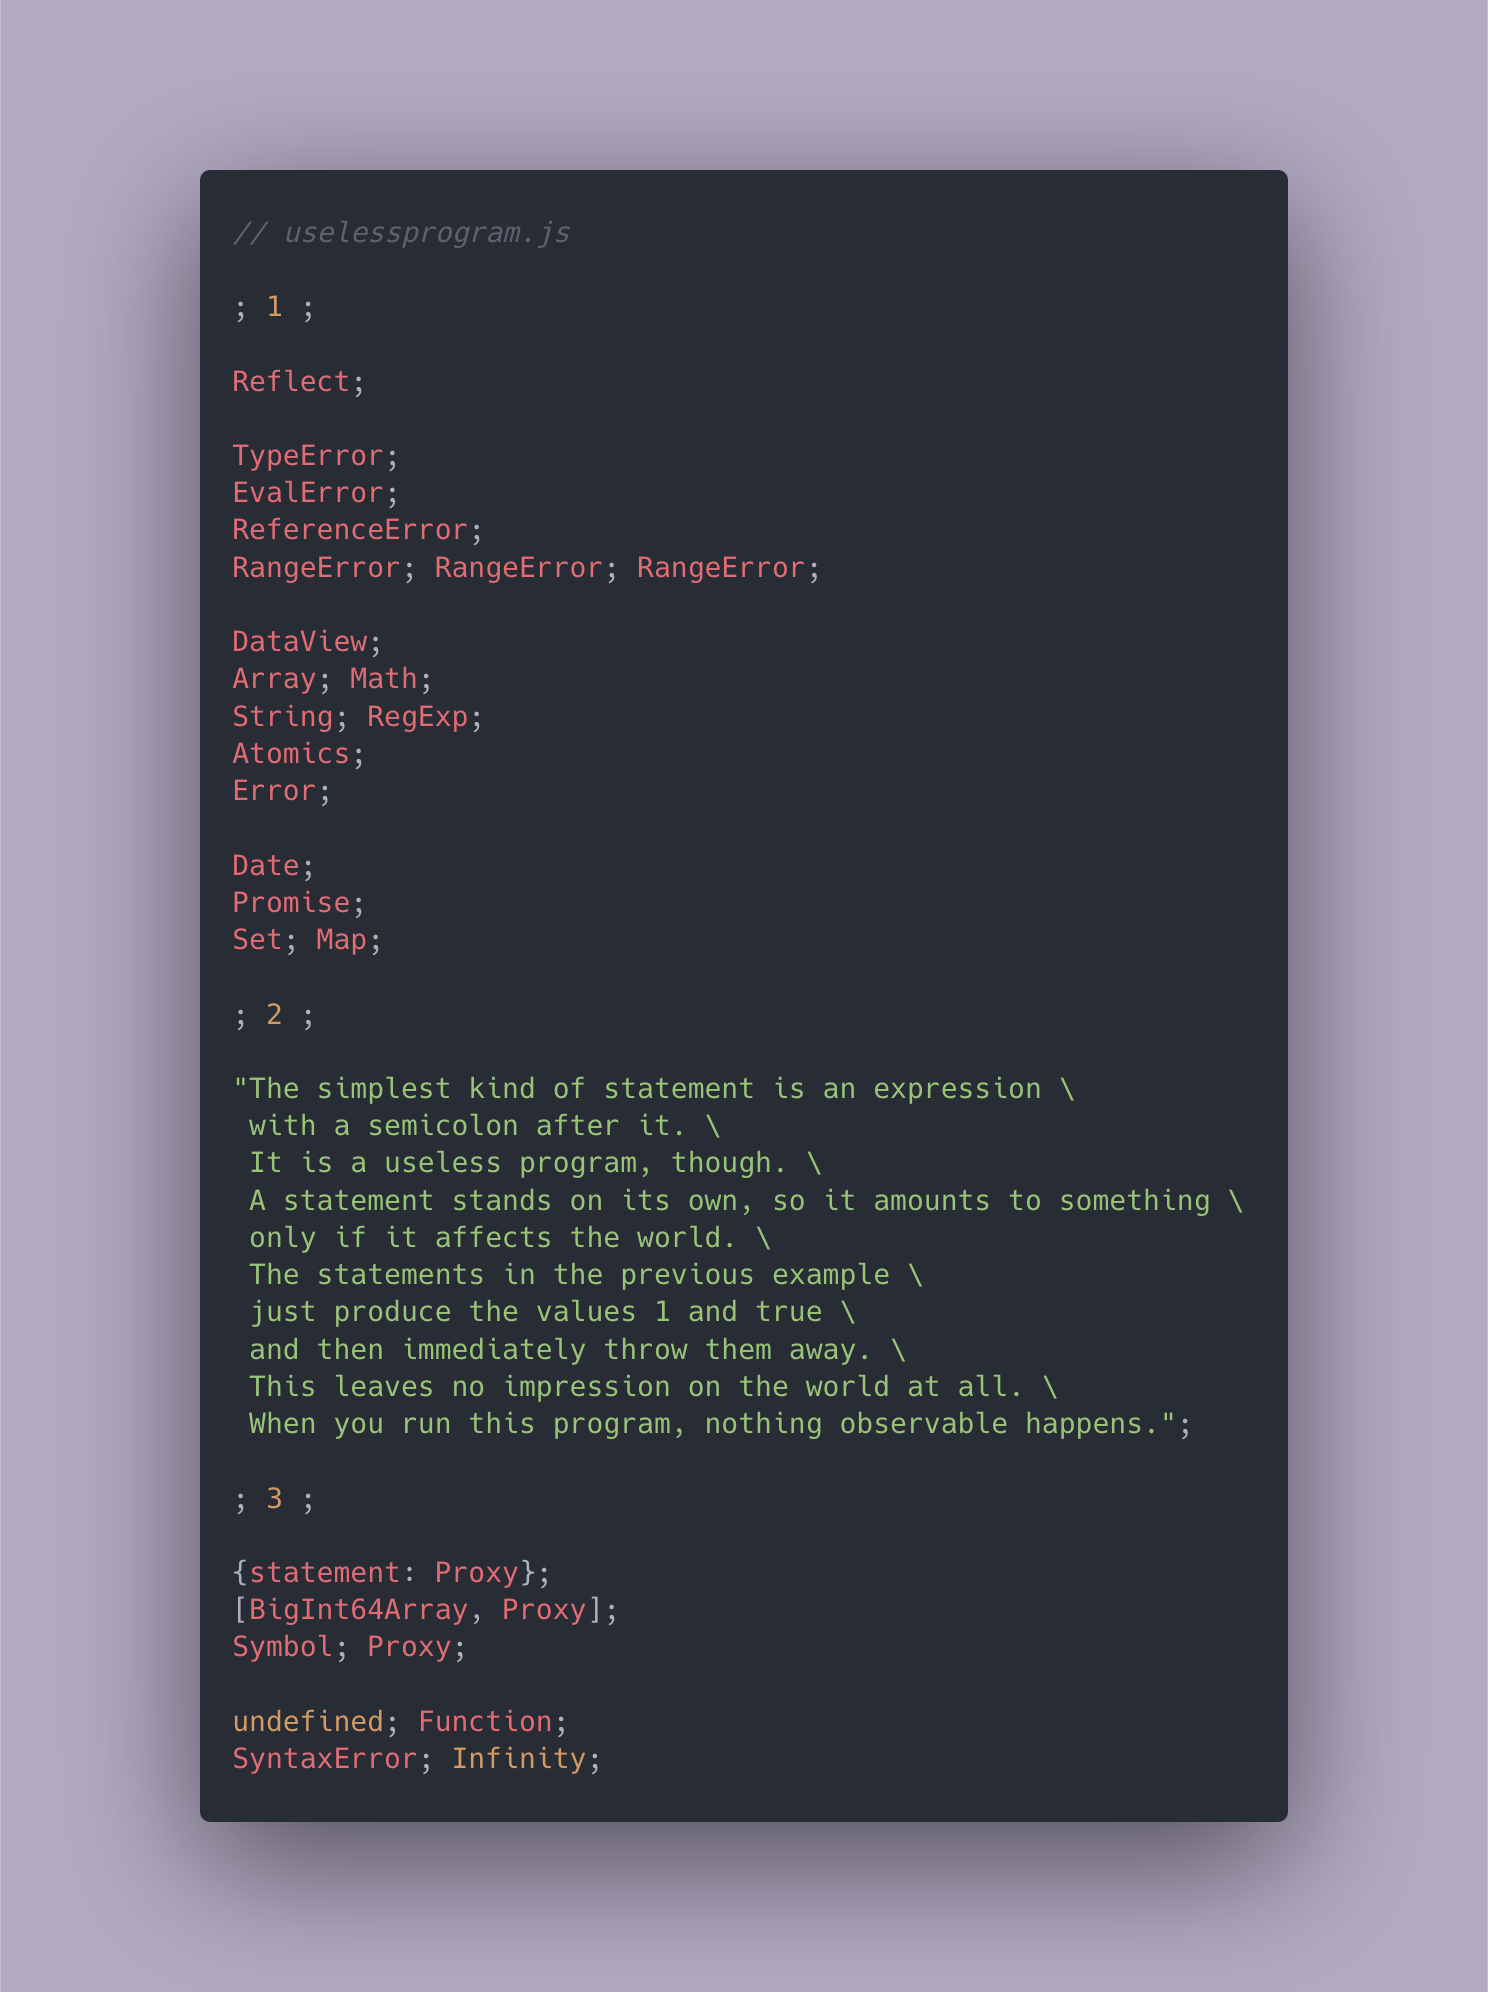 // uselessprogram.js
; 1 ;
Reflect;
TypeError;
EvalError;
ReferenceError;
RangeError; RangeError; RangeError;
DataView;
Array; Math;
String; RegExp;
Atomics;
Error;
Date;
Promise;
Set; Map;
; 2 ;
"The simplest kind of statement is an expression \
with a semicolon after it. \
It is a useless program, though. \
A statement stands on its own, so it amounts to something \
only if it affects the world. \
The statements in the previous example \
just produce the values 1 and true \
and then immediately throw them away. \
This leaves no impression on the world at all. \
When you run this program, nothing observable happens.";
; 3 ;
{statement: Proxy};
[BigInt64Array, Proxy];
Symbol; Proxy;
undefined; Function;
SyntaxError; Infinity;